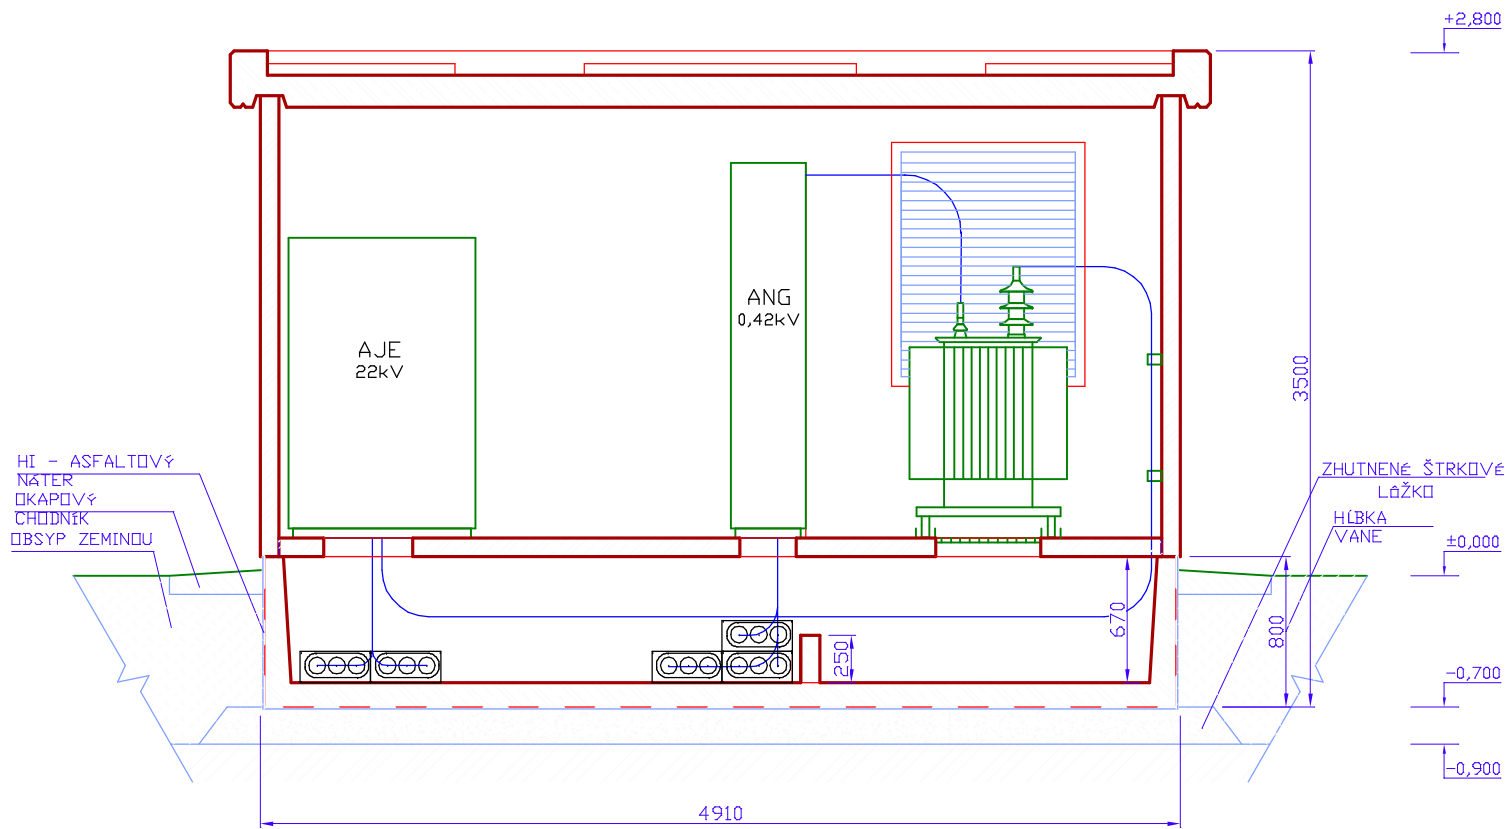 +2,800
ANG
0,42kV
AJE
22kV
3500
HI - ASFALTOVÝ
NÁTER
OKAPOVÝ
CHODNÍK
OBSYP ZEMINOU
ZHUTNENÉ ŠTRKOVÉ
LÔŽKO
HĹBKA
VANE
±0,000
670
800
250
-0,700
-0,900
4910